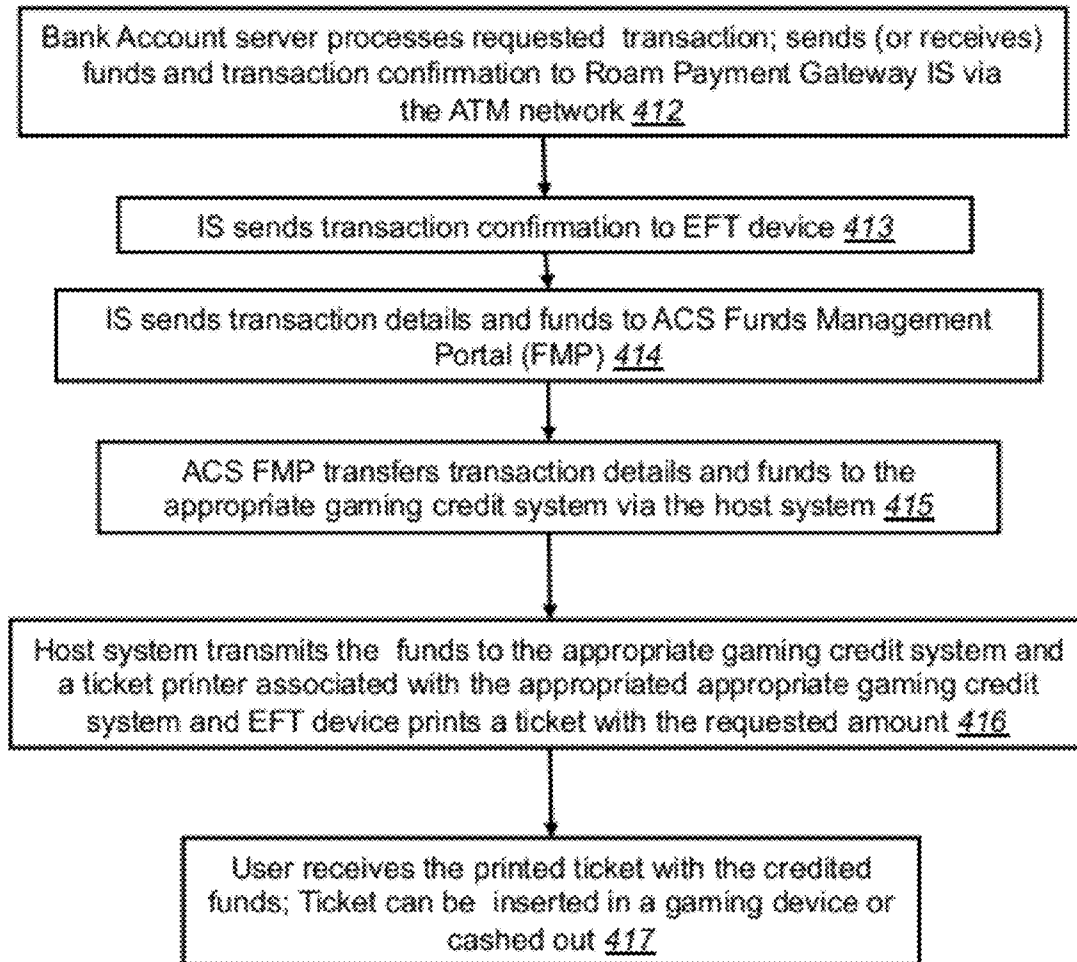 Bank Account server processes requested transaction; sends (or receives)
funds and transaction confirmation to Roam Payment Gateway IS via
the ATM network 412
IS sends transaction confirmation to EFT device 413
IS sends transaction details and funds to ACS Funds Management
Portal (FMP) 414
ACS FMP transfers transaction details and funds to the
appropriate gaming credit system via the host system 415
Host system transmits the funds to the appropriate gaming credit system and
a ticket printer associated with the appropriated appropriate gaming credit
system and EFT device prints a ticket with the requested amount 416
User receives the printed ticket with the credited
funds; Ticket can be inserted in a gaming device or
cashed out 417